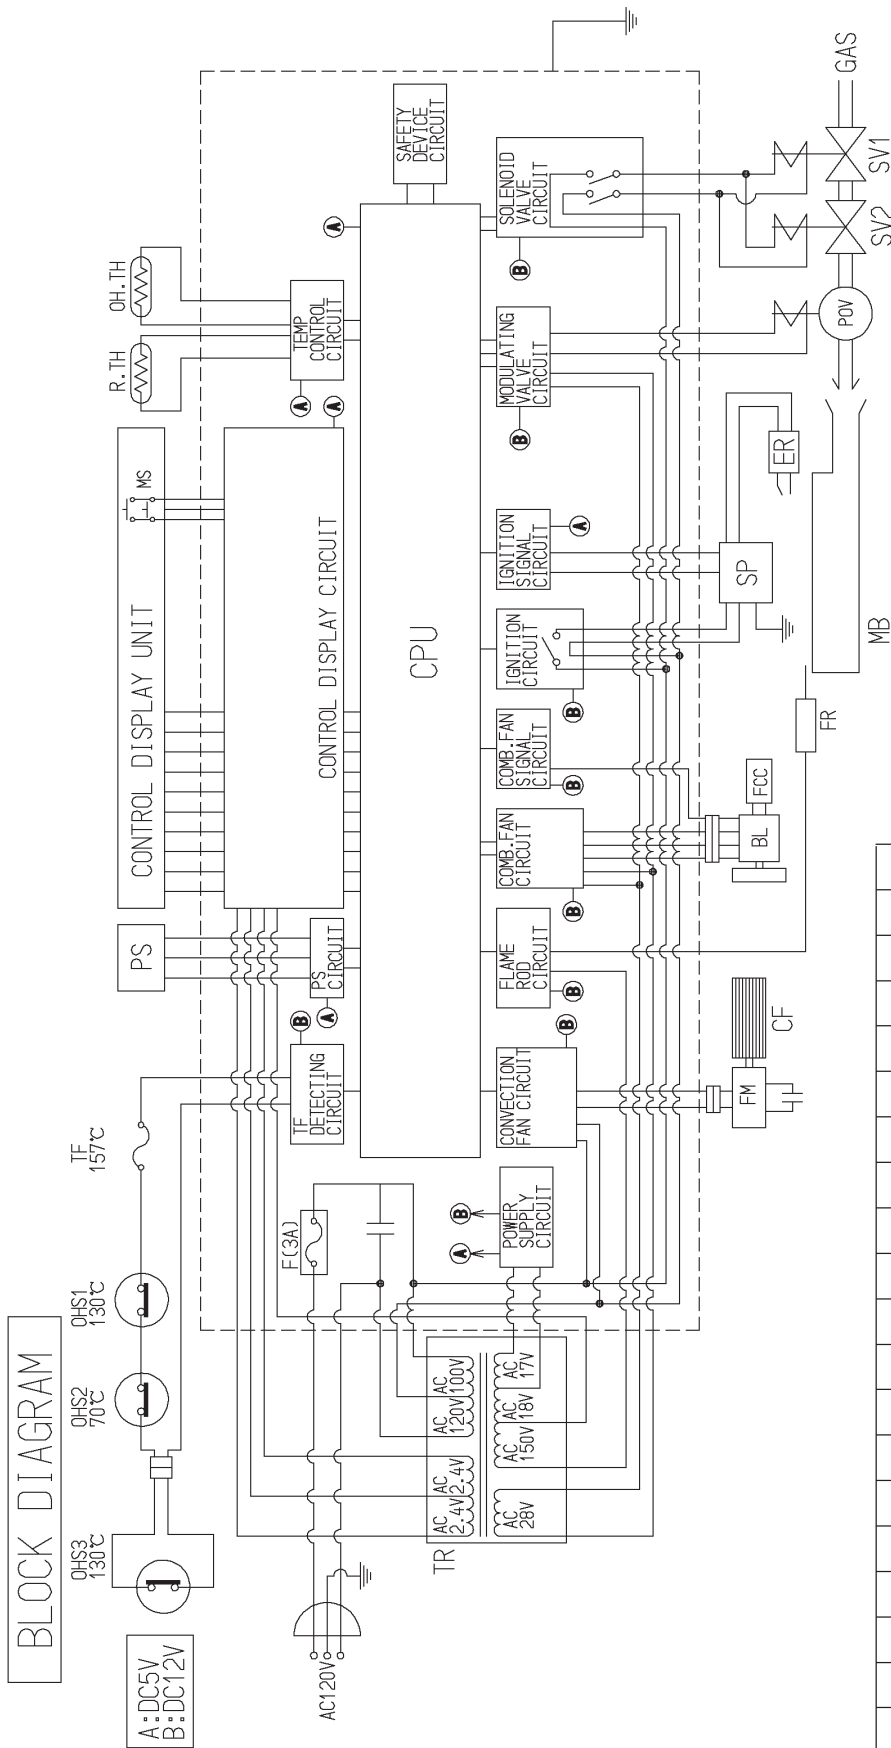 BLOCK DIAGRAM
A:DC5V
B:DC12V
OHS3
130℃
OHS2
70℃
OHS1
130℃
TF
157℃
PS
CONTROL DISPLAY UNIT
MS
R.TH
OH.TH
AC120V
F(3A)
TF
DETECTING
CIRCUIT
B
PS
CIRCUIT
A
CONTROL DISPLAY CIRCUIT
A
TEMP
CONTROL
CIRCUIT
A
A
SAFETY
DEVICE
CIRCUIT
CPU
TR
AC
2.4V
AC
2.4V
AC
120V
AC
100V
AC
28V
AC
150V
AC
18V
AC
17V
A
B
POWER
SUPPLY
CIRCUIT
CONVECTION
FAN CIRCUIT
B
FLAME
ROD
CIRCUIT
B
COMB.FAN
CIRCUIT
B
COMB.FAN
SIGNAL
CIRCUIT
B
IGNITION
CIRCUIT
B
IGNITION
SIGNAL
CIRCUIT
A
MODULATING
VALVE
CIRCUIT
B
SOLENOID
VALVE
CIRCUIT
B
FM
CF
BL
FCC
FR
SP
ER
MB
POV
SV2
SV1
GAS